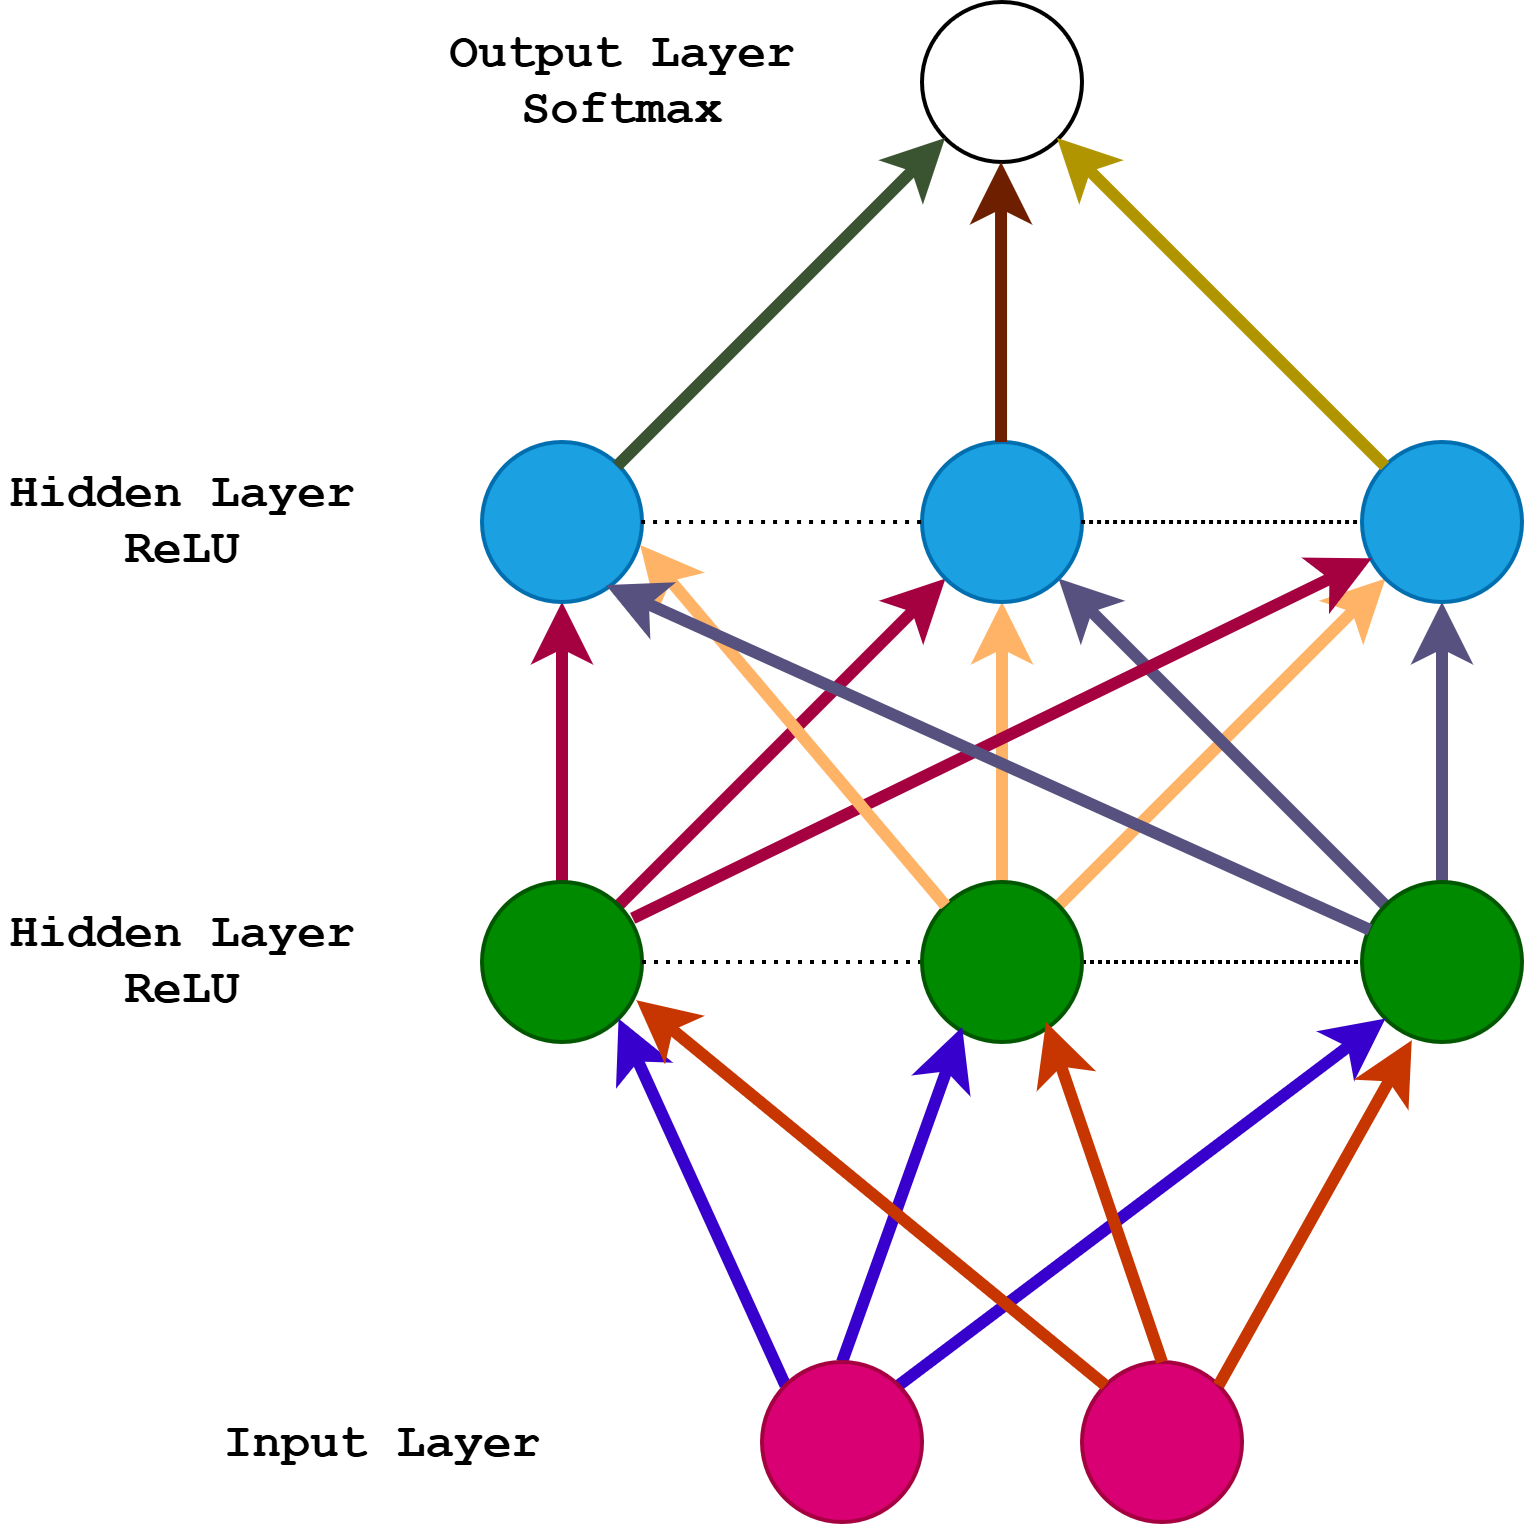 Output Layer
Softmax
Hidden Layer
ReLU
Hidden Layer
ReLU
Input Layer